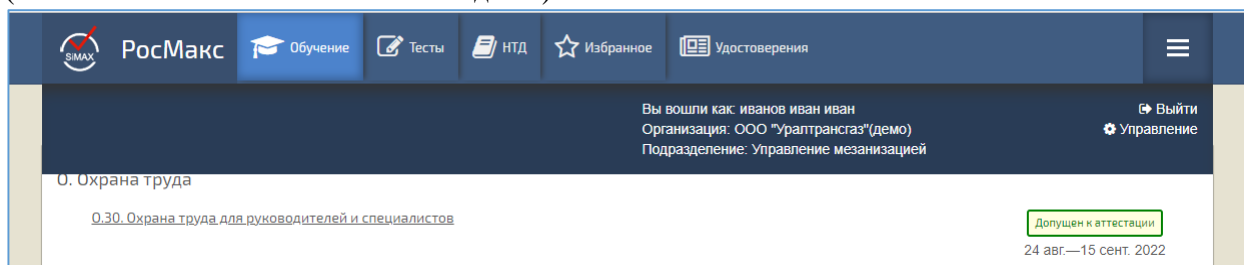 SIMAX РосМакс Обучение Тесты НТД Избранное Удостоверения
Вы вошли как: иванов иван иван
Выйти
Организация: ООО "Уралтрансгаз"(демо)
Управление
Подразделение: Управление мезанизацией
О. Охрана труда
О.30. Охрана труда для руководителей и специалистов
Допущен к аттестации
24 авг.—15 сент. 2022